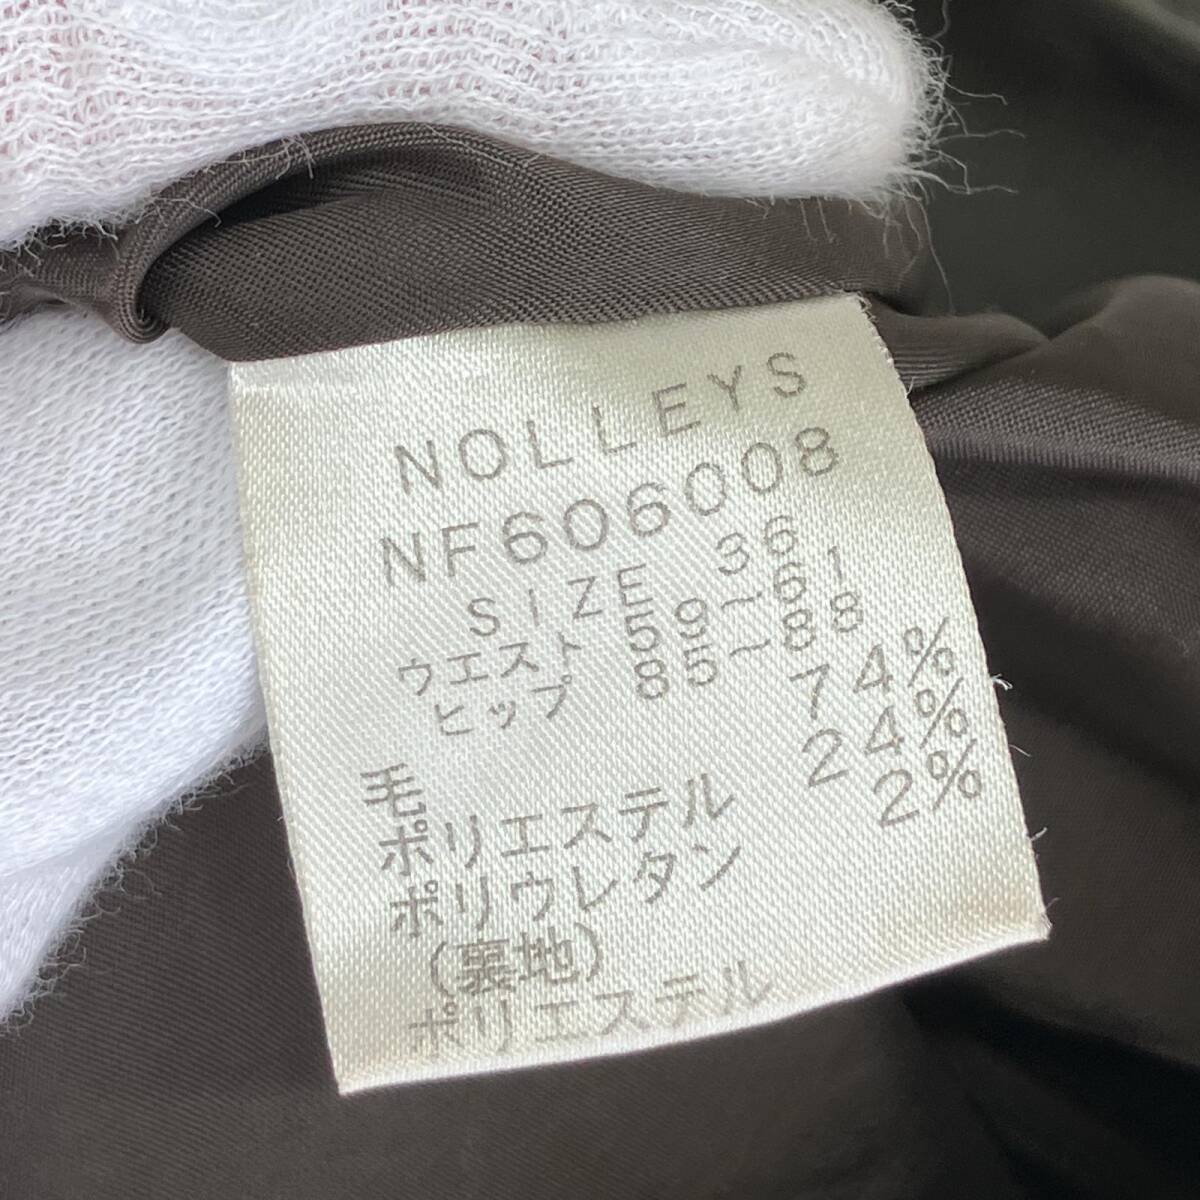 NOLLEYS
NF606008
SIZE 36
ウエスト 59〜61
ヒップ 85〜88
毛 74%
ポリエステル 24%
ポリウレタン 2%
(裏地)
ポリエステル